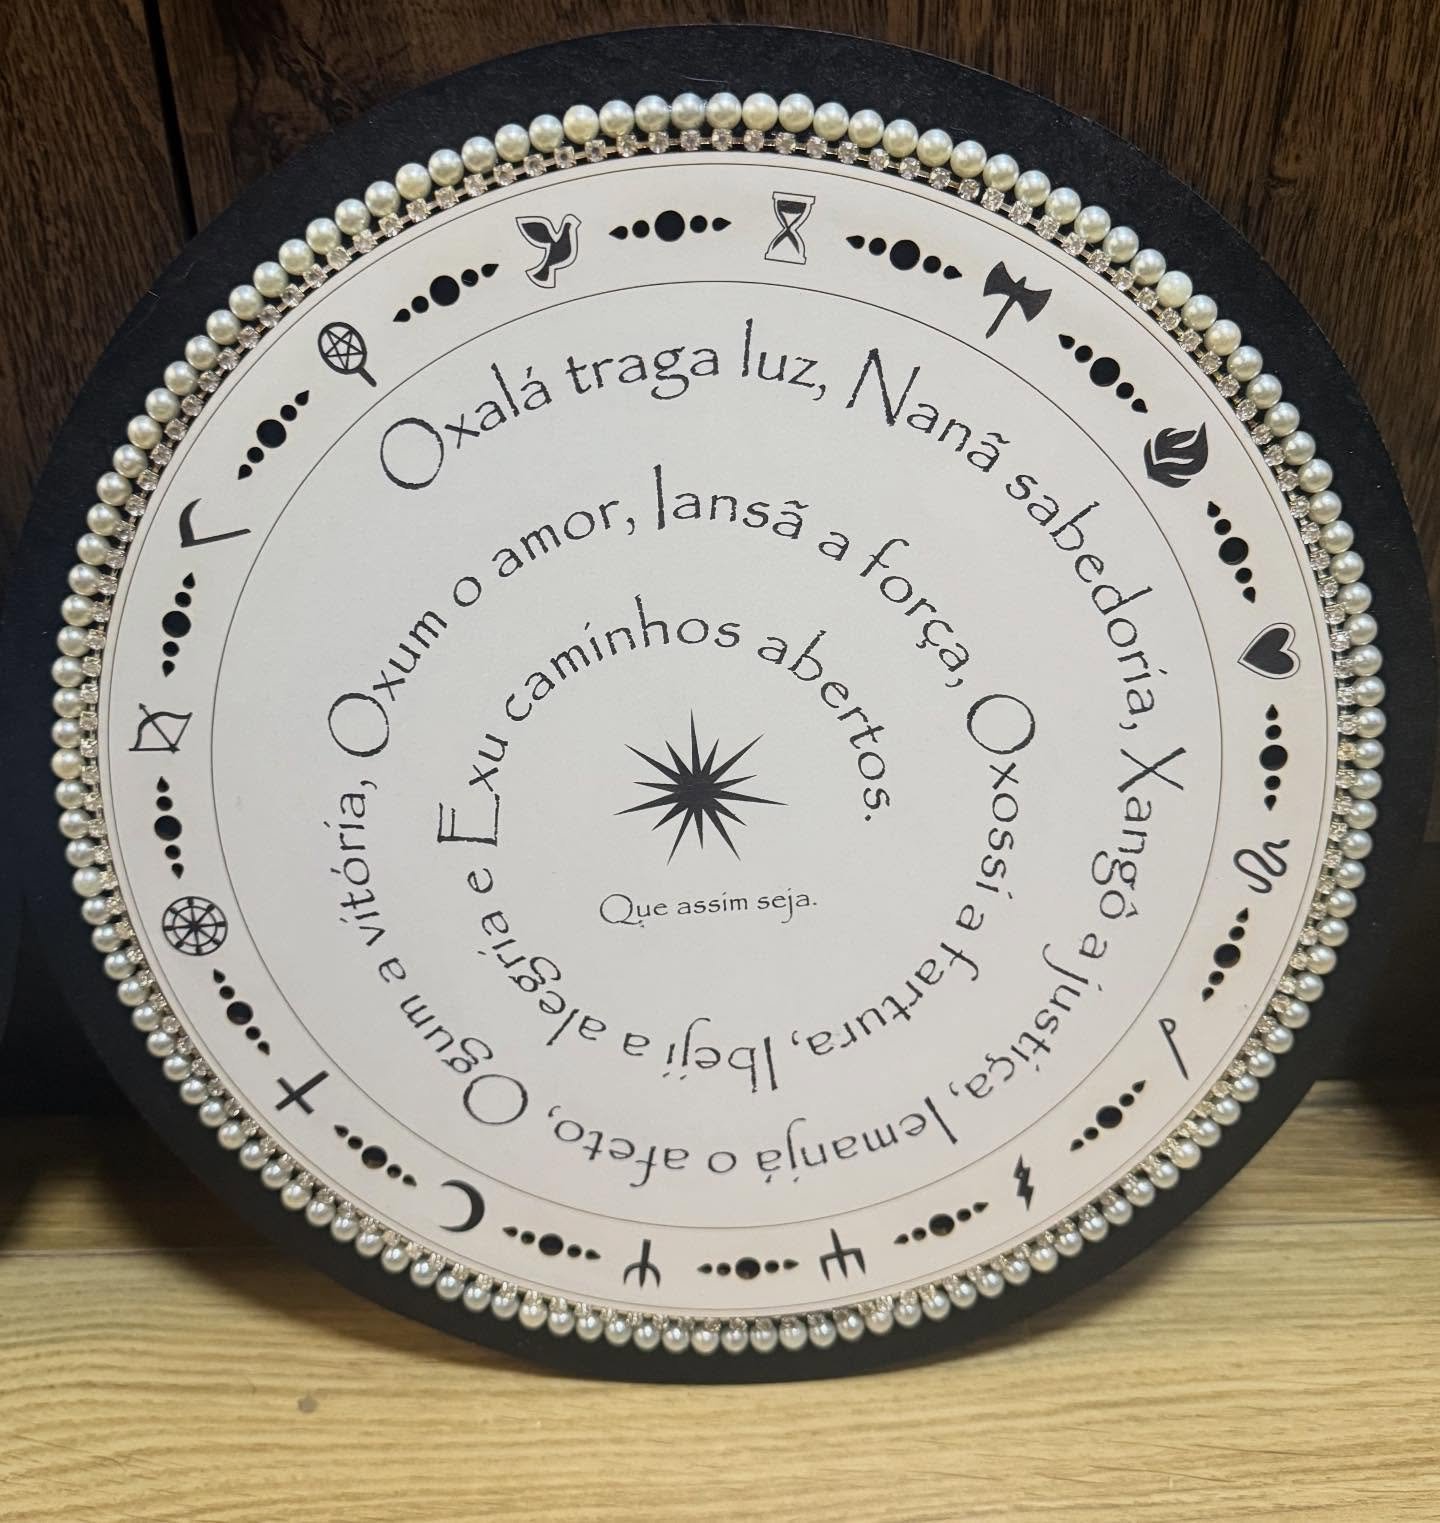 Oxalá traga luz, Nanã sabedoria, Xangô a justiça, Iemanjá o afeto, Ogum a vitória, Oxum o amor, Iansã a força, Oxossi a fartura, Ibeji a alegria e Exu caminhos abertos.
Que assim seja.